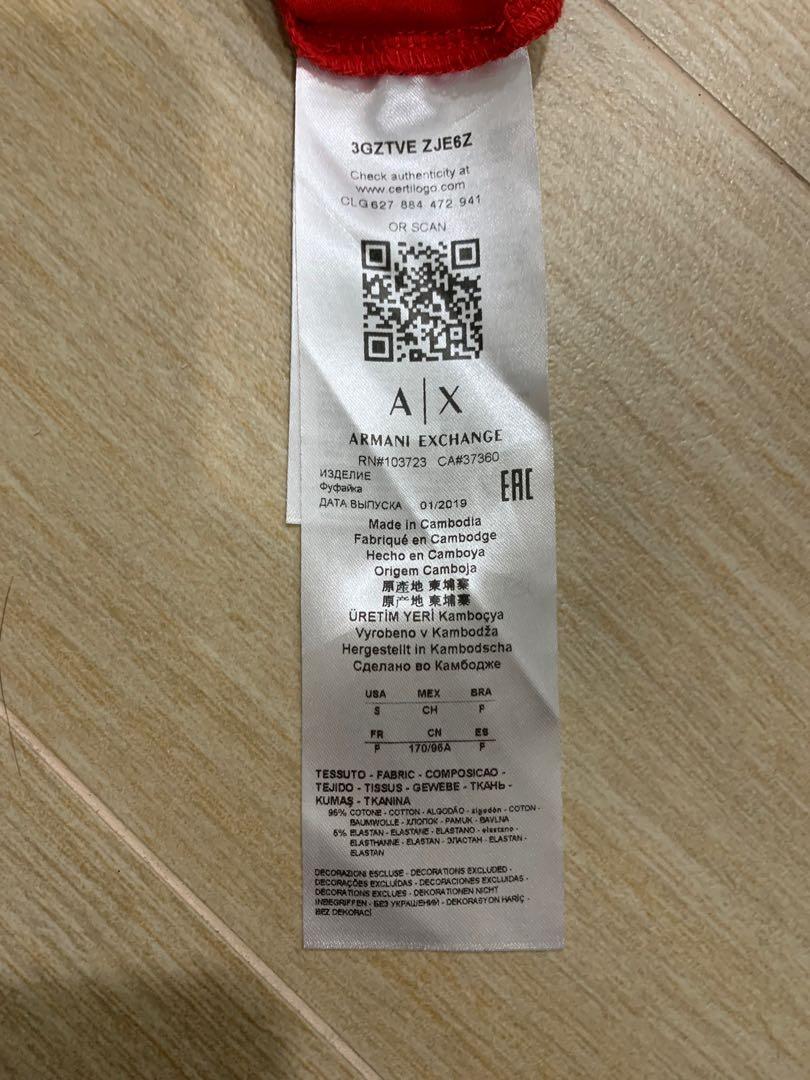 3GZTVE ZJE6Z
Check authenticity at
www.certilogo.com
CLG 627 884 472 941
OR SCAN
A|X
ARMANI EXCHANGE
RN#103723 CA#37360
ИЗДЕЛИЕ
Фуфайка
EAC
ДАТА ВЫПУСКА 01/2019
Made in Cambodia
Fabriqué en Cambodge
Hecho en Camboya
Origem Camboja
原產地 柬埔寨
原产地 柬埔寨
ÜRETİM YERİ Kamboçya
Vyrobeno v Kambodža
Hergestellt in Kambodscha
Сделано во Камбодже
USA MEX BRA
S CH P
FR CN ES
P 170/96A P
TESSUTO - FABRIC - COMPOSICAO -
TEJIDO - TISSUS - GEWEBE - ТКАНЬ -
KUMAŞ - TKANINA
95% COTONE - COTTON - ALGODÃO - algodón - COTON -
BAUMWOLLE - ХЛОПОК - PAMUK - BAVLNA
5% ELASTAN - ELASTANE - ELASTANO - elastano -
ELASTHANNE - ELASTAN - ЭЛАСТАН - ELASTAN -
ELASTAN
DECORAZIONI ESCLUSE - DECORATIONS EXCLUDED -
DECORAÇÕES EXCLUÍDAS - DECORACIONES EXCLUIDAS -
DÉCORATIONS EXCLUES - DEKORATIONEN NICHT
INBEGRIFFEN - БЕЗ УКРАШЕНИЙ - DEKORASYON HARİÇ -
BEZ DEKORACÍ